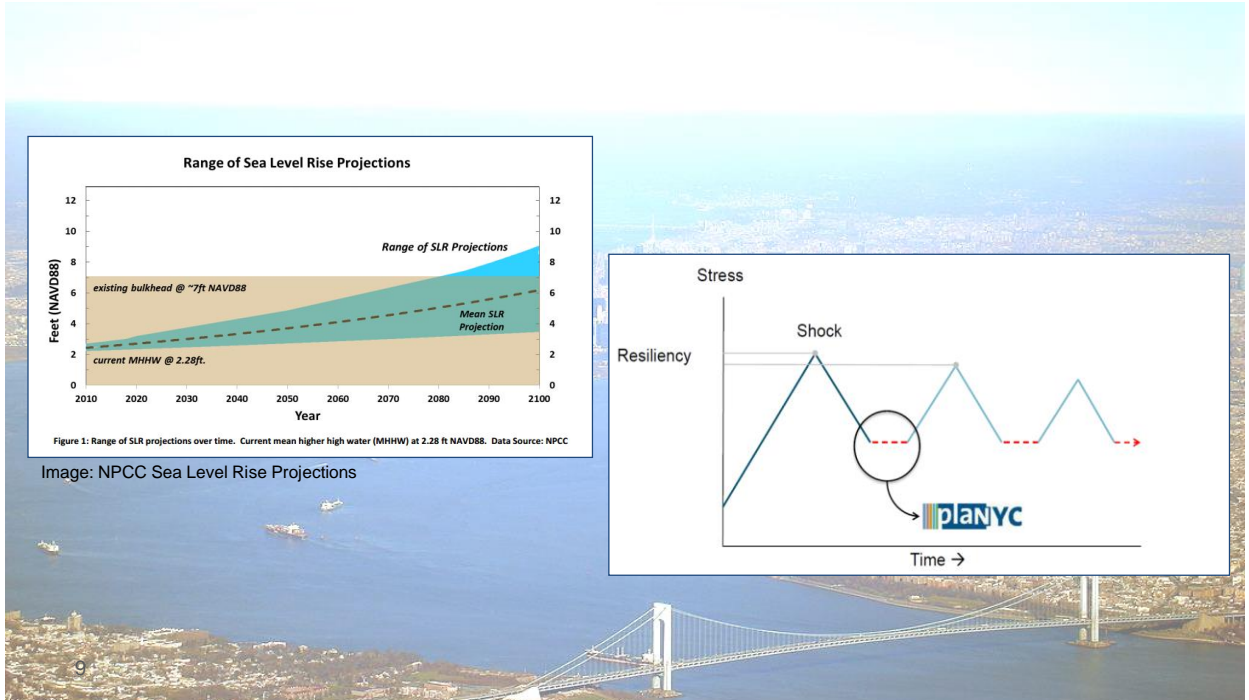 Range of Sea Level Rise Projections
12
10
8
6
4
2
0
Feet (NAVD88)
12
10
8
6
4
2
0
Range of SLR Projections
existing bulkhead @ ~7ft NAVD88
Mean SLR
Projection
current MHHW @ 2.28ft.
2010 2020 2030 2040 2050 2060 2070 2080 2090 2100
Year
Figure 1: Range of SLR projections over time. Current mean higher high water (MHHW) at 2.28 ft NAVD88. Data Source: NPCC
Image: NPCC Sea Level Rise Projections
Stress
Shock
Resiliency
plaNYC
Time →
9